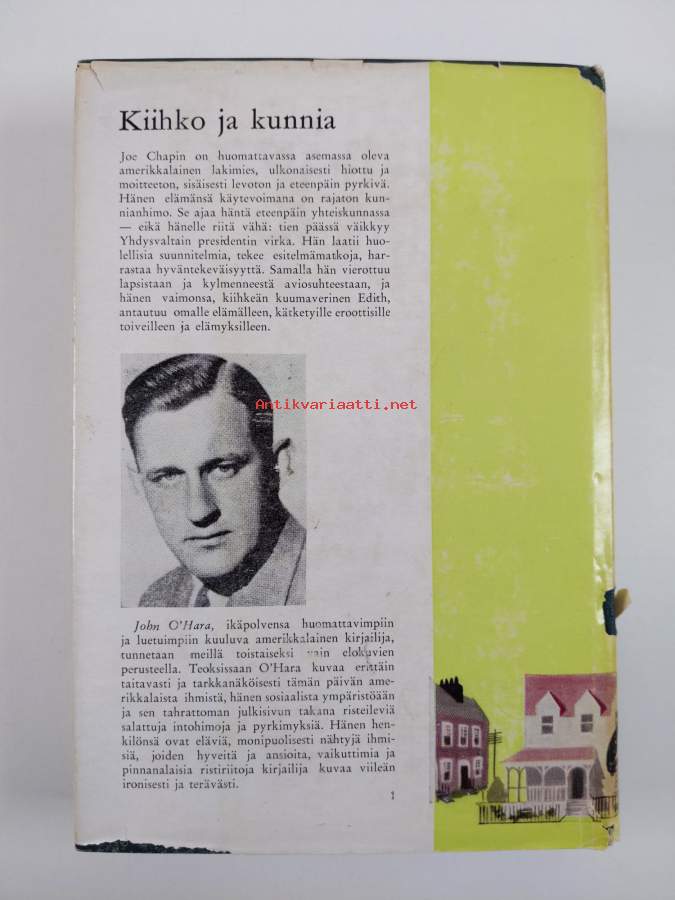 Kiihko ja kunnia
Joe Chapin on huomattavassa asemassa oleva
amerikkalainen lakimies, ulkonaisesti hiottu ja
moitteeton, sisäisesti levoton ja eteenpäin pyrkivä.
Hänen elämänsä käytevoimana on rajaton kun-
nianhimo. Se ajaa häntä eteenpäin yhteiskunnassa
— eikä hänelle riitä vähä: tien päässä väikkyy
Yhdysvaltain presidentin virka. Hän laatii huo-
lellisia suunnitelmia, tekee esitelmämatkoja, har-
rastaa hyväntekeväisyyttä. Samalla hän vierottuu
lapsistaan ja kylmenneestä aviosuhteestaan, ja
hänen vaimonsa, kiihkeän kuumaverinen Edith,
antautuu omalle elämälleen, kätketyille eroottisille
toiveilleen ja elämyksilleen.
Antikvariaatti.net
John O'Hara, ikäpolvensa huomattavimpiin
ja luetuimpiin kuuluva amerikkalainen kirjailija,
tunnetaan meillä toistaiseksi vain elokuvien
perusteella. Teoksissaan O'Hara kuvaa erittäin
taitavasti ja tarkkanäköisesti tämän päivän ame-
rikkalaista ihmistä, hänen sosiaalista ympäristöään
ja sen tahrattoman julkisivun takana risteileviä
salattuja intohimoja ja pyrkimyksiä. Hänen hen-
kilönsä ovat eläviä, monipuolisesti nähtyjä ihmi-
siä, joiden hyveitä ja ansioita, vaikuttimia ja
pinnanalaisia ristiriitoja kirjailija kuvaa viileän
ironisesti ja terävästi.
1